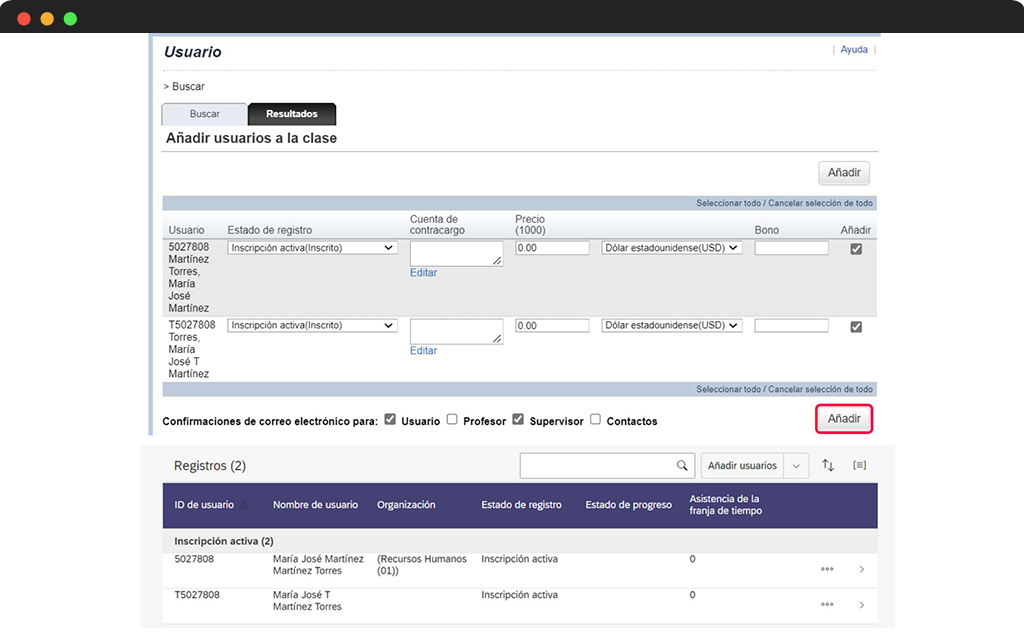 Usuario
Ayuda
> Buscar
Buscar
Resultados
Añadir usuarios a la clase
Añadir
Seleccionar todo / Cancelar selección de todo
Usuario Estado de registro Cuenta de contracargo Precio (1000) Bono Añadir
5027808 Inscripción activa(Inscrito) 0.00 Dólar estadounidense(USD)
Martínez
Torres, Editar
María
José
Martínez
T5027808 Inscripción activa(Inscrito) 0.00 Dólar estadounidense(USD)
Torres,
María Editar
José T
Martínez
Seleccionar todo / Cancelar selección de todo
Confirmaciones de correo electrónico para: Usuario Profesor Supervisor Contactos Añadir
Registros (2) Añadir usuarios
ID de usuario Nombre de usuario Organización Estado de registro Estado de progreso Asistencia de la franja de tiempo
Inscripción activa (2)
5027808 María José Martínez (Recursos Humanos Inscripción activa 0
Martínez Torres (01))
T5027808 María José T Inscripción activa 0
Martínez Torres